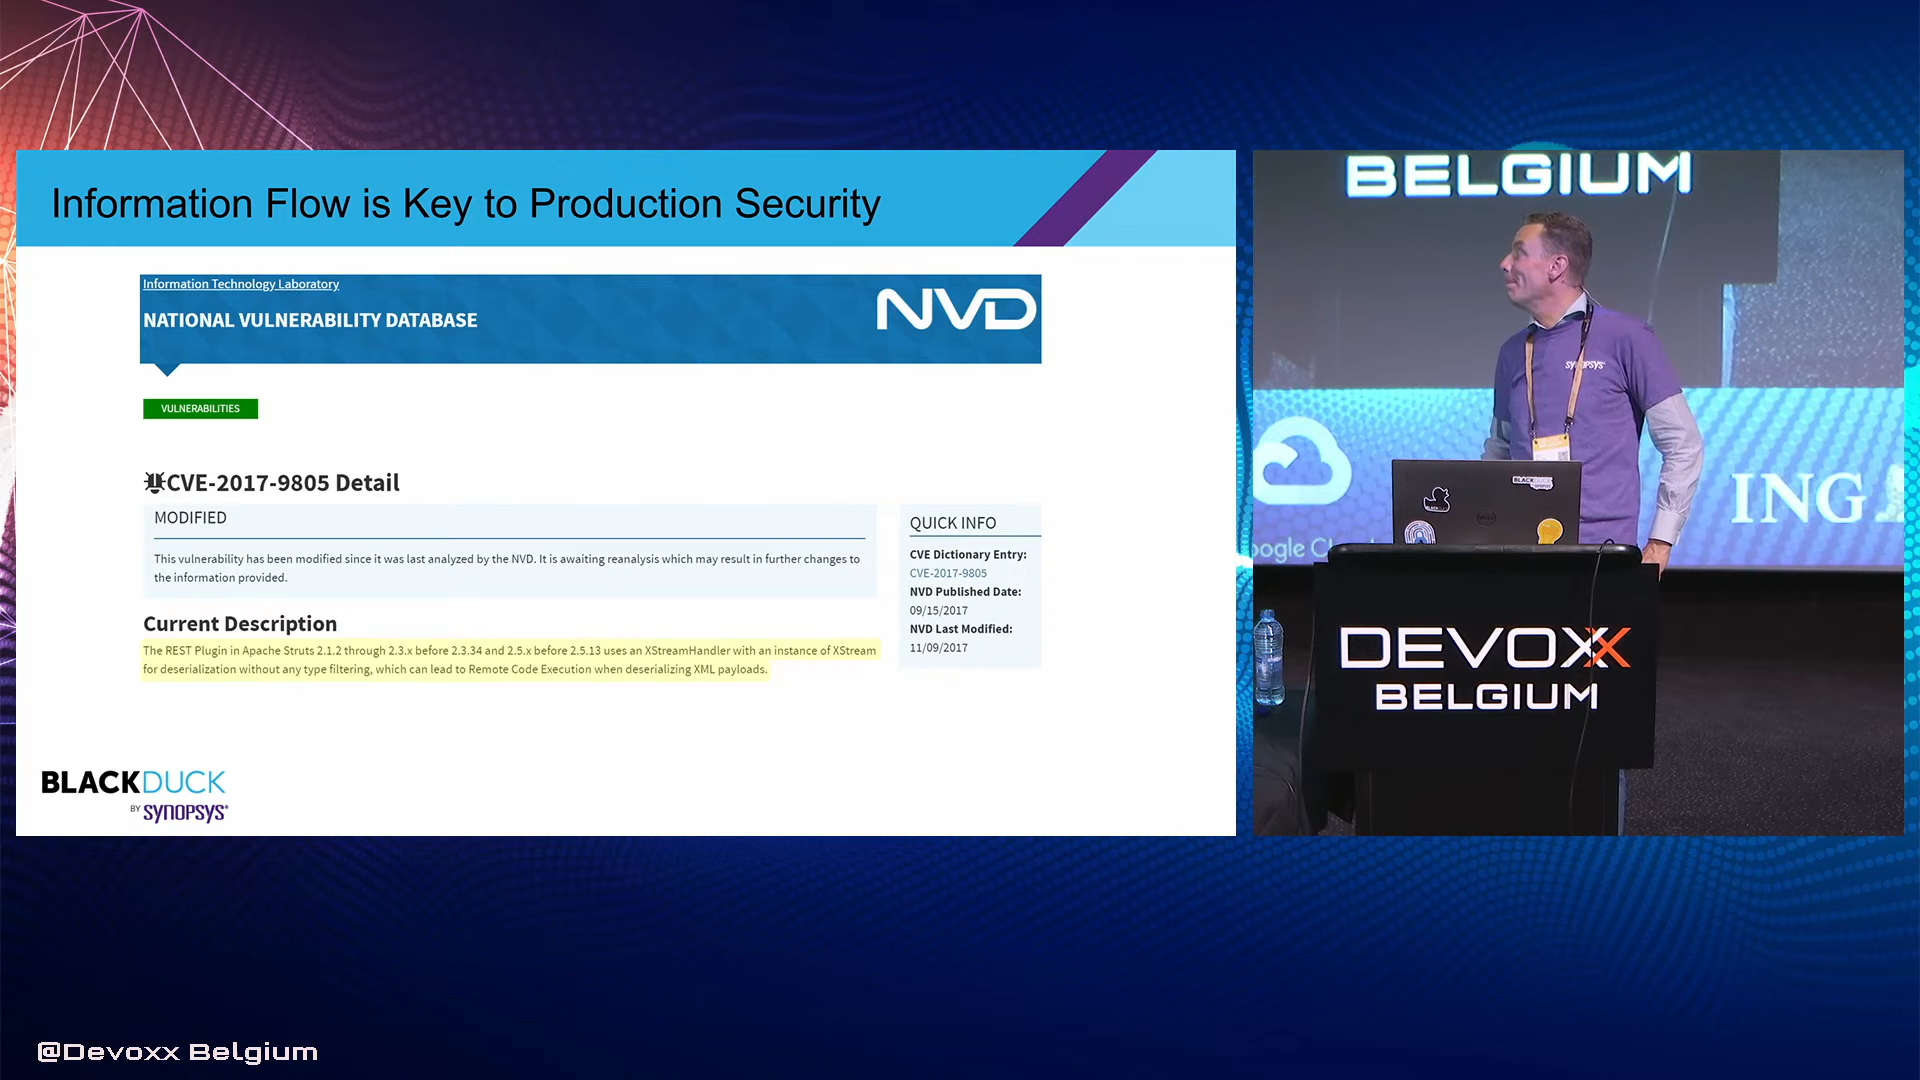 Information Flow is Key to Production Security
Information Technology Laboratory
NATIONAL VULNERABILITY DATABASE
NVD
VULNERABILITIES
CVE-2017-9805 Detail
MODIFIED
This vulnerability has been modified since it was last analyzed by the NVD. It is awaiting reanalysis which may result in further changes to
the information provided.
Current Description
The REST Plugin in Apache Struts 2.1.2 through 2.3.x before 2.3.34 and 2.5.x before 2.5.13 uses an XStreamHandler with an instance of XStream
for deserialization without any type filtering, which can lead to Remote Code Execution when deserializing XML payloads.
QUICK INFO
CVE Dictionary Entry:
CVE-2017-9805
NVD Published Date:
09/15/2017
NVD Last Modified:
11/09/2017
BLACKDUCK
BY SYNOPSYS®
BELGIUM
SYNOPSYS
BLACKDUCK
DELL
ING
DEVOXX
BELGIUM
@Devoxx Belgium